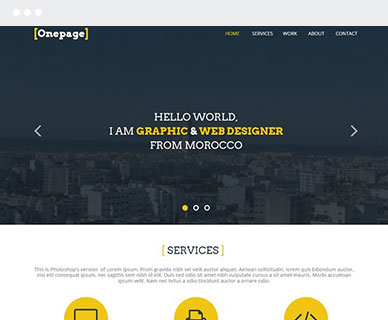 [Onepage]
HOME SERVICES WORK ABOUT CONTACT
HELLO WORLD,
I AM GRAPHIC & WEB DESIGNER
FROM MOROCCO
[ SERVICES ]
This is Photoshop's version of Lorem Ipsum. Proin gravida nibh vel velit auctor aliquet. Aenean sollicitudin, lorem quis bibendum auctor,
nisi elit consequat ipsum, nec sagittis sem nibh id elit. Duis sed odio sit amet nibh vulputate cursus a sit amet mauris. Morbi accumsan ipsum
velit. Nam nec tellus a odio tincidunt auctor a ornare odio.